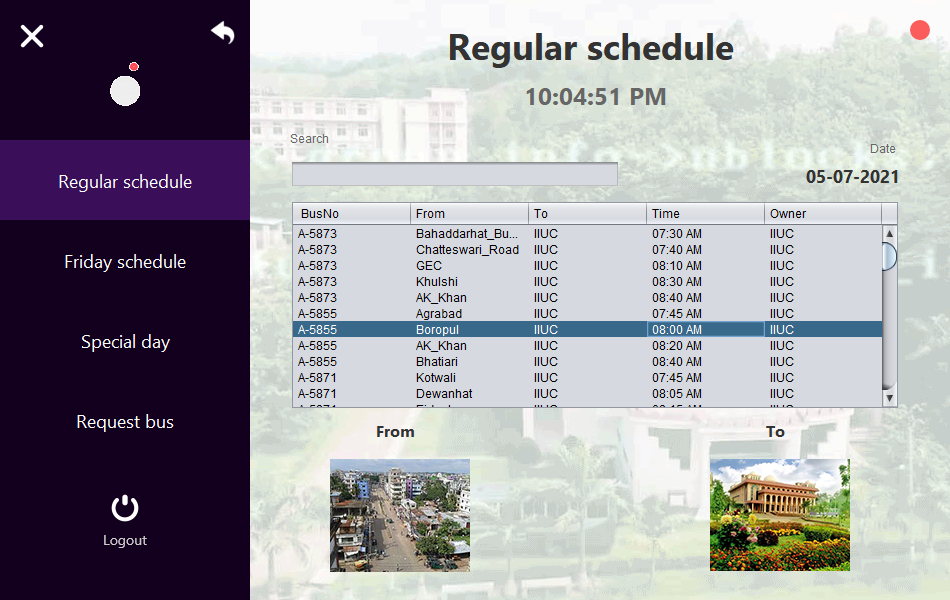 Regular schedule
Friday schedule
Special day
Request bus
Logout
Regular schedule
10:04:51 PM
Search
Date
05-07-2021
BusNo From To Time Owner
A-5873 Bahaddarhat_Bu... IIUC 07:30 AM IIUC
A-5873 Chatteswari_Road IIUC 07:40 AM IIUC
A-5873 GEC IIUC 08:10 AM IIUC
A-5873 Khulshi IIUC 08:30 AM IIUC
A-5873 AK_Khan IIUC 08:40 AM IIUC
A-5855 Agrabad IIUC 07:45 AM IIUC
A-5855 Boropul IIUC 08:00 AM IIUC
A-5855 AK_Khan IIUC 08:20 AM IIUC
A-5855 Bhatiari IIUC 08:40 AM IIUC
A-5871 Kotwali IIUC 07:45 AM IIUC
A-5871 Dewanhat IIUC 08:05 AM IIUC
From To